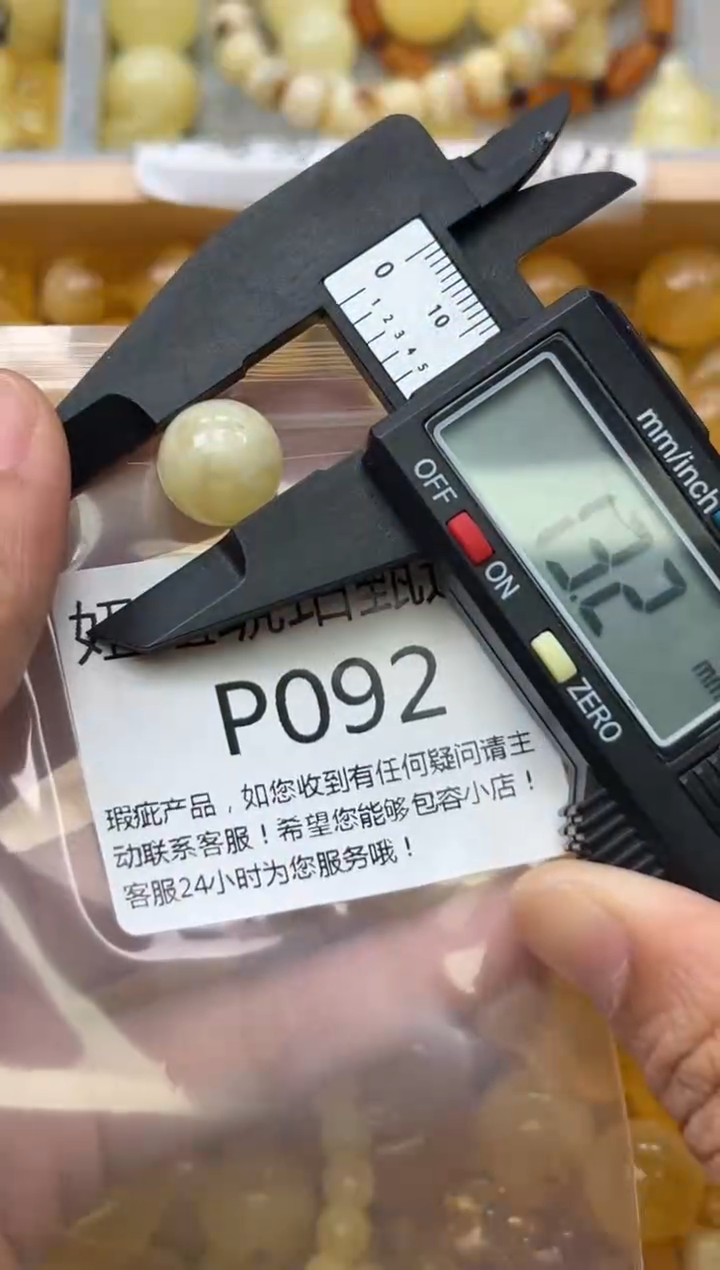 0
10
1 2 3 4 5
mm/inch
OFF
ON
ZERO
mm
P092
瑕疵产品，如您收到有任何疑问请主
动联系客服！希望您能够包容小店！
客服24小时为您服务哦！